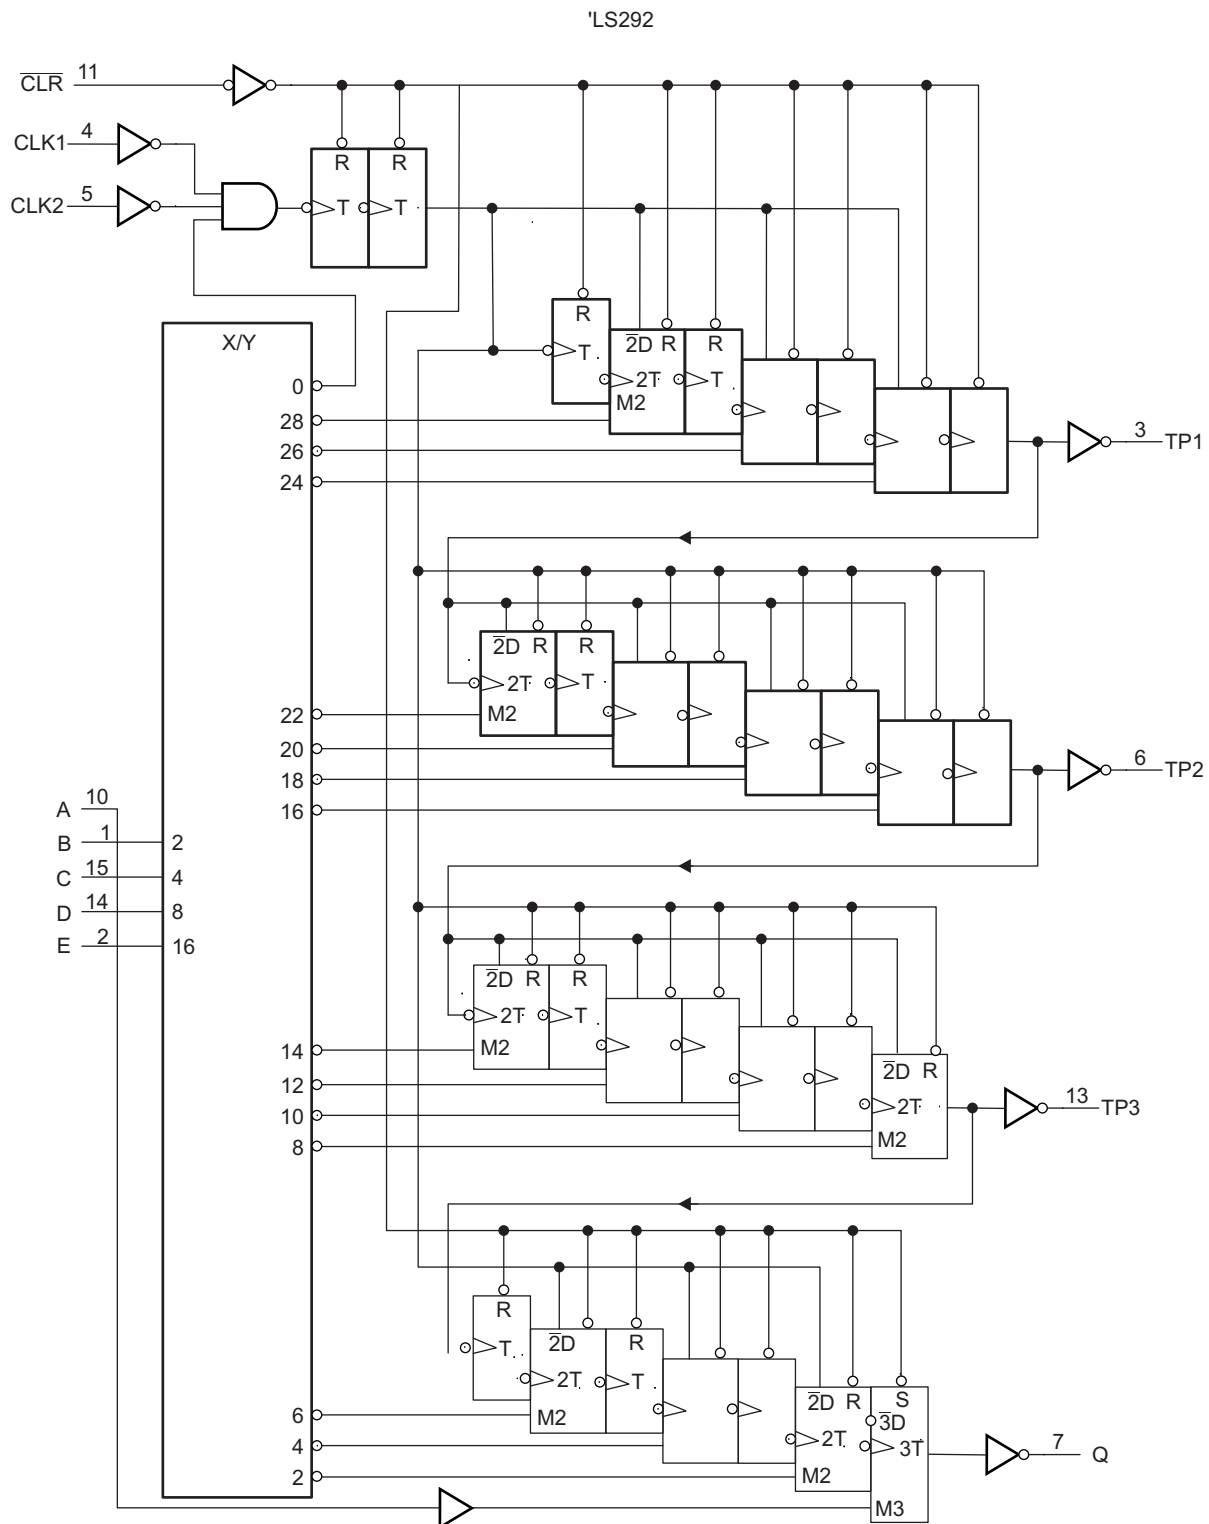 'LS292
CLR 11
CLK1 4
CLK2 5
R R
T T
X/Y
R
T
2D R R
2T T
M2
0
28
26
24
3 TP1
2D R R
2T T
M2
22
20
18
16
6 TP2
A 10
B 1 2
C 15 4
D 14 8
E 2 16
2D R R
2T T
M2
14
12
10
8
2D R
2T
M2
13 TP3
R
T
2D R
2T T
M2
6
4
2
2D R S
3D
2T 3T
M2
M3
7 Q